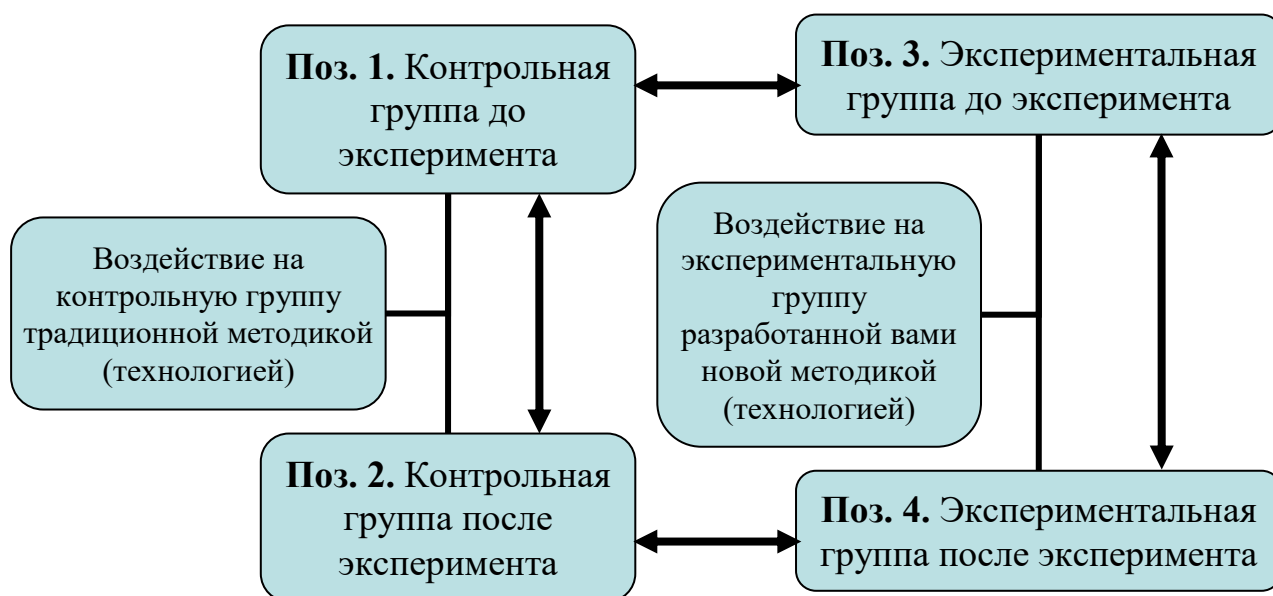 Поз. 1. Контрольная
группа до
эксперимента
Поз. 3. Экспериментальная
группа до эксперимента
Воздействие на
контрольную группу
традиционной методикой
(технологией)
Воздействие на
экспериментальную
группу
разработанной вами
новой методикой
(технологией)
Поз. 2. Контрольная
группа после
эксперимента
Поз. 4. Экспериментальная
группа после эксперимента